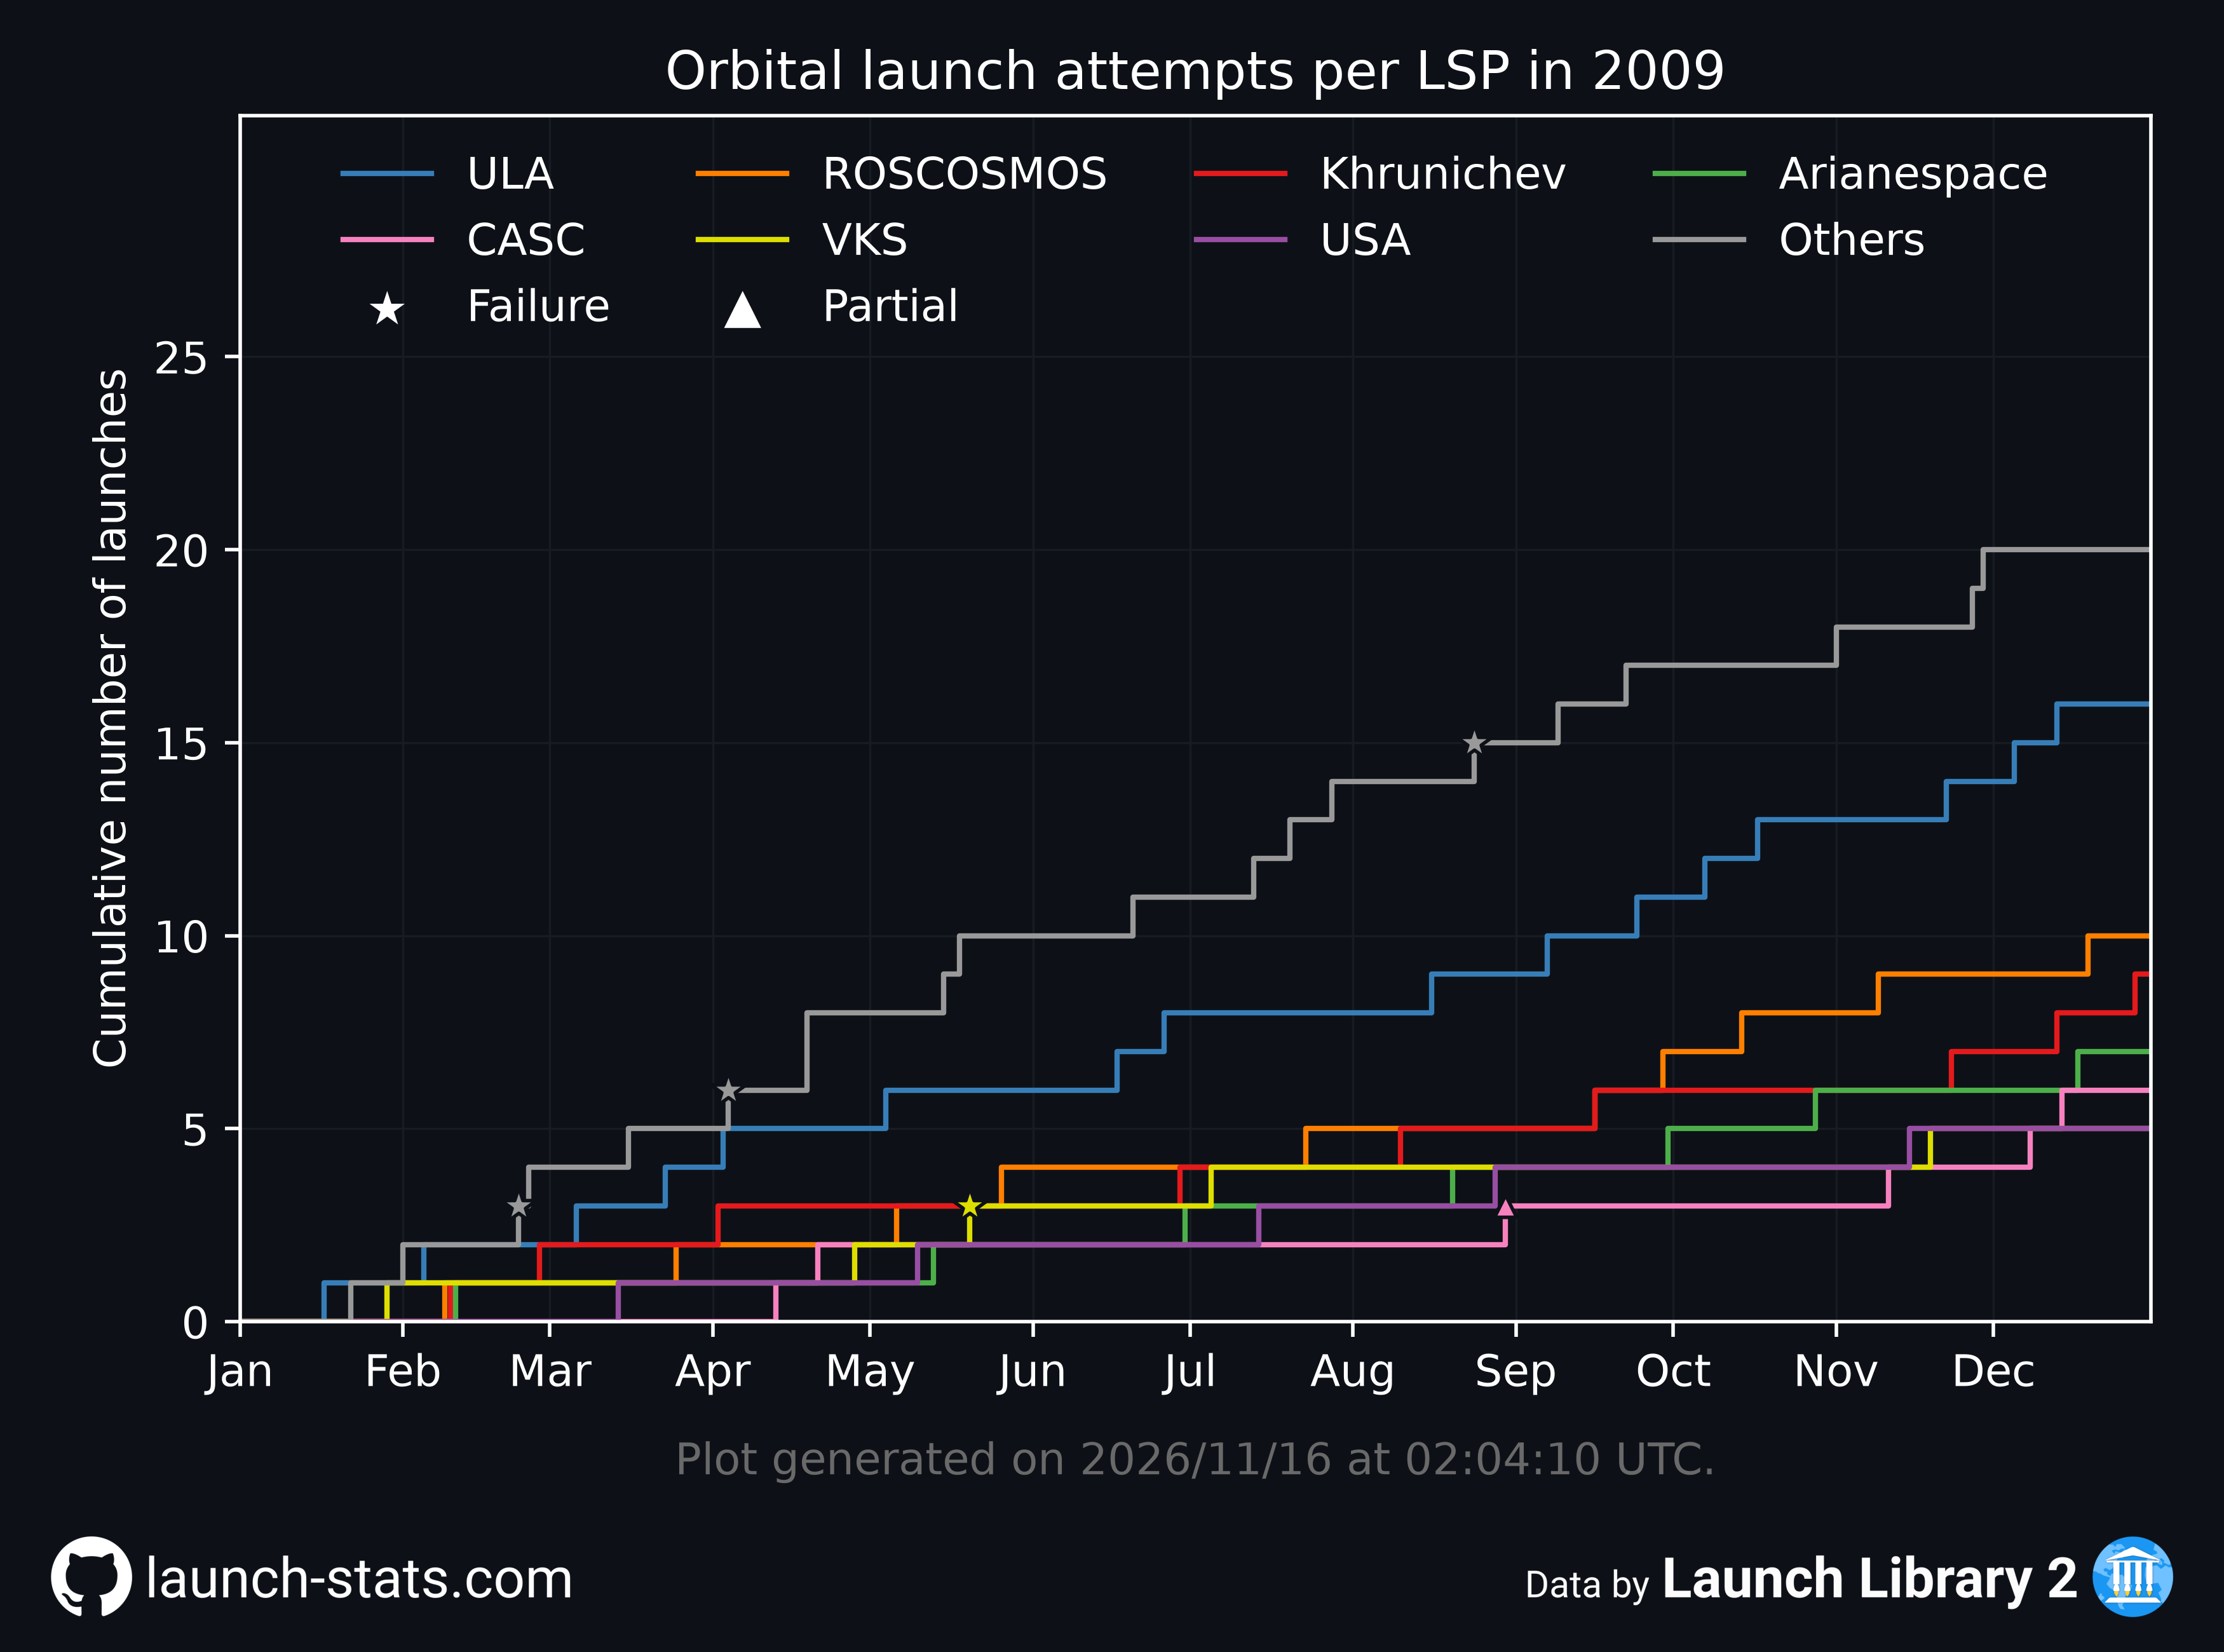 Orbital launch attempts per LSP in 2009
ULA ROSCOSMOS Khrunichev Arianespace
CASC VKS USA Others
Failure Partial
Cumulative number of launches
25
20
15
10
5
0
Jan Feb Mar Apr May Jun Jul Aug Sep Oct Nov Dec
Plot generated on 2026/11/16 at 02:04:10 UTC.
launch-stats.com
Data by Launch Library 2